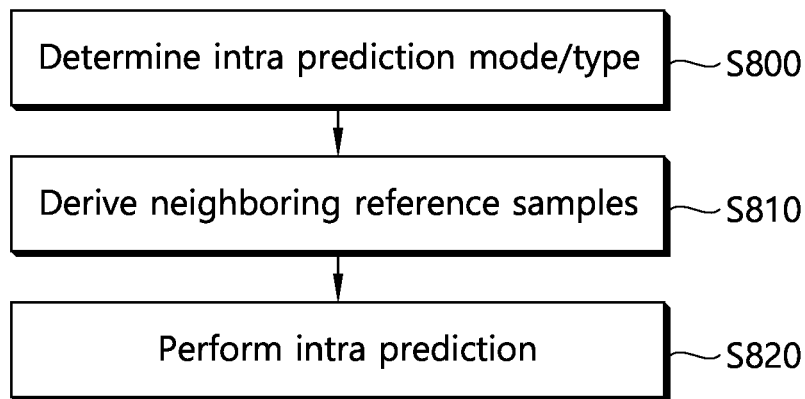 Determine intra prediction mode/type
S800
Derive neighboring reference samples
S810
Perform intra prediction
S820